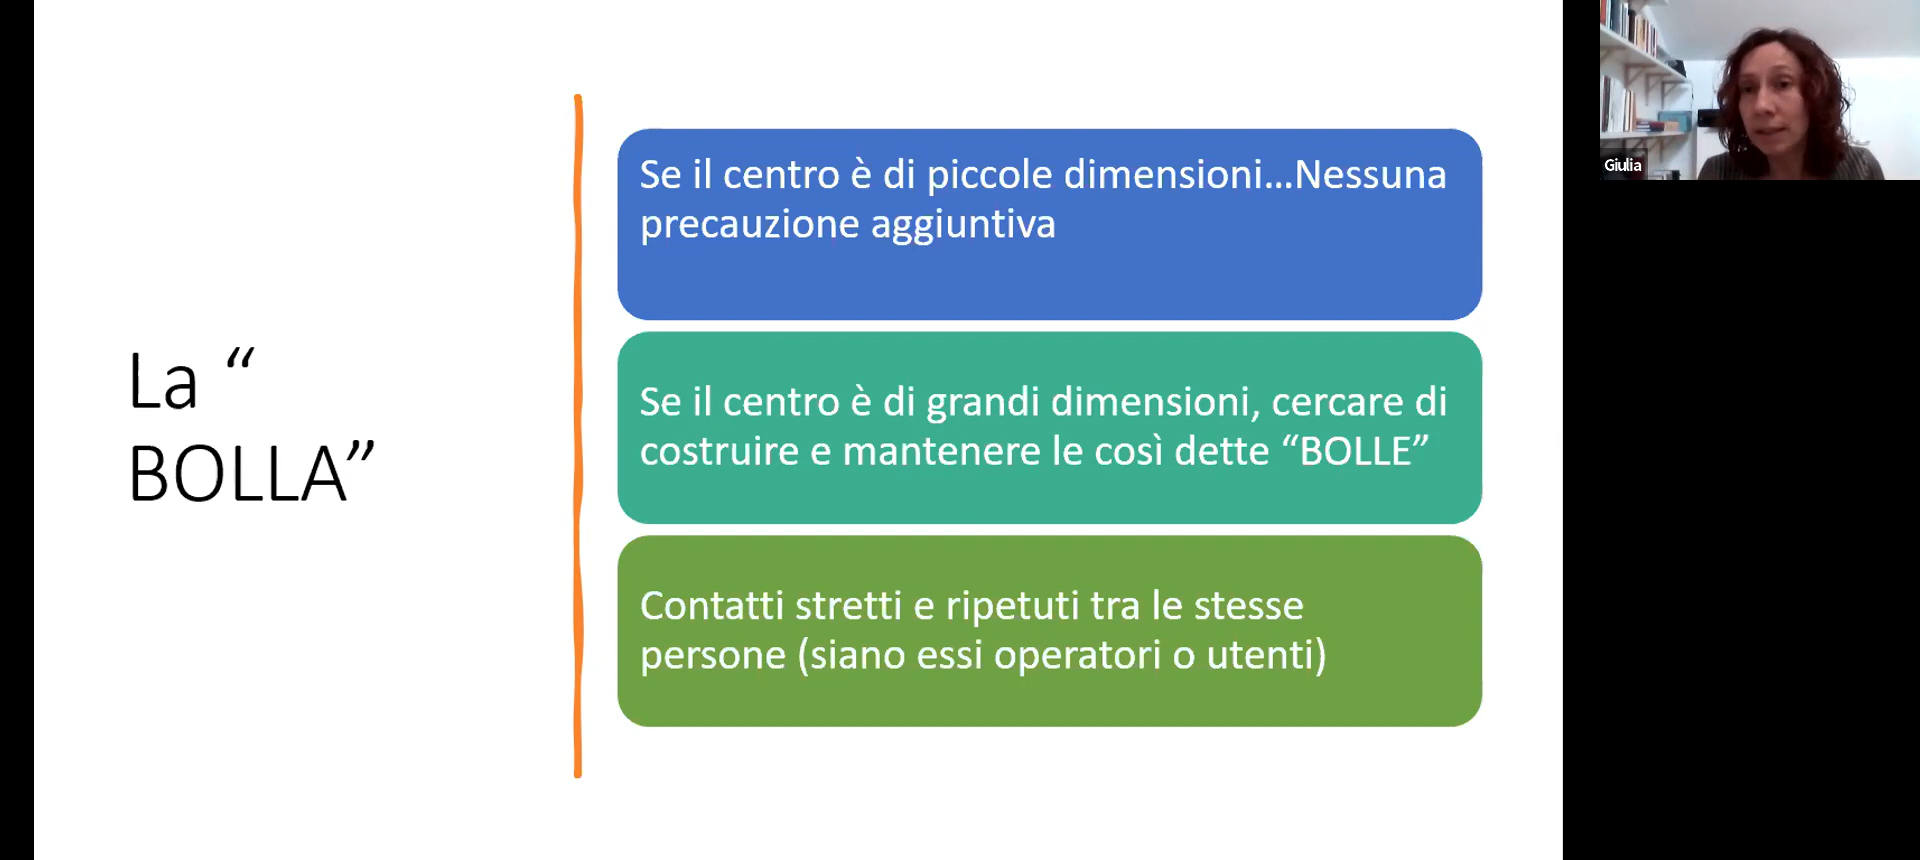 La “
BOLLA”
Se il centro è di piccole dimensioni...Nessuna
precauzione aggiuntiva
Se il centro è di grandi dimensioni, cercare di
costruire e mantenere le così dette “BOLLE”
Contatti stretti e ripetuti tra le stesse
persone (siano essi operatori o utenti)
Giulia